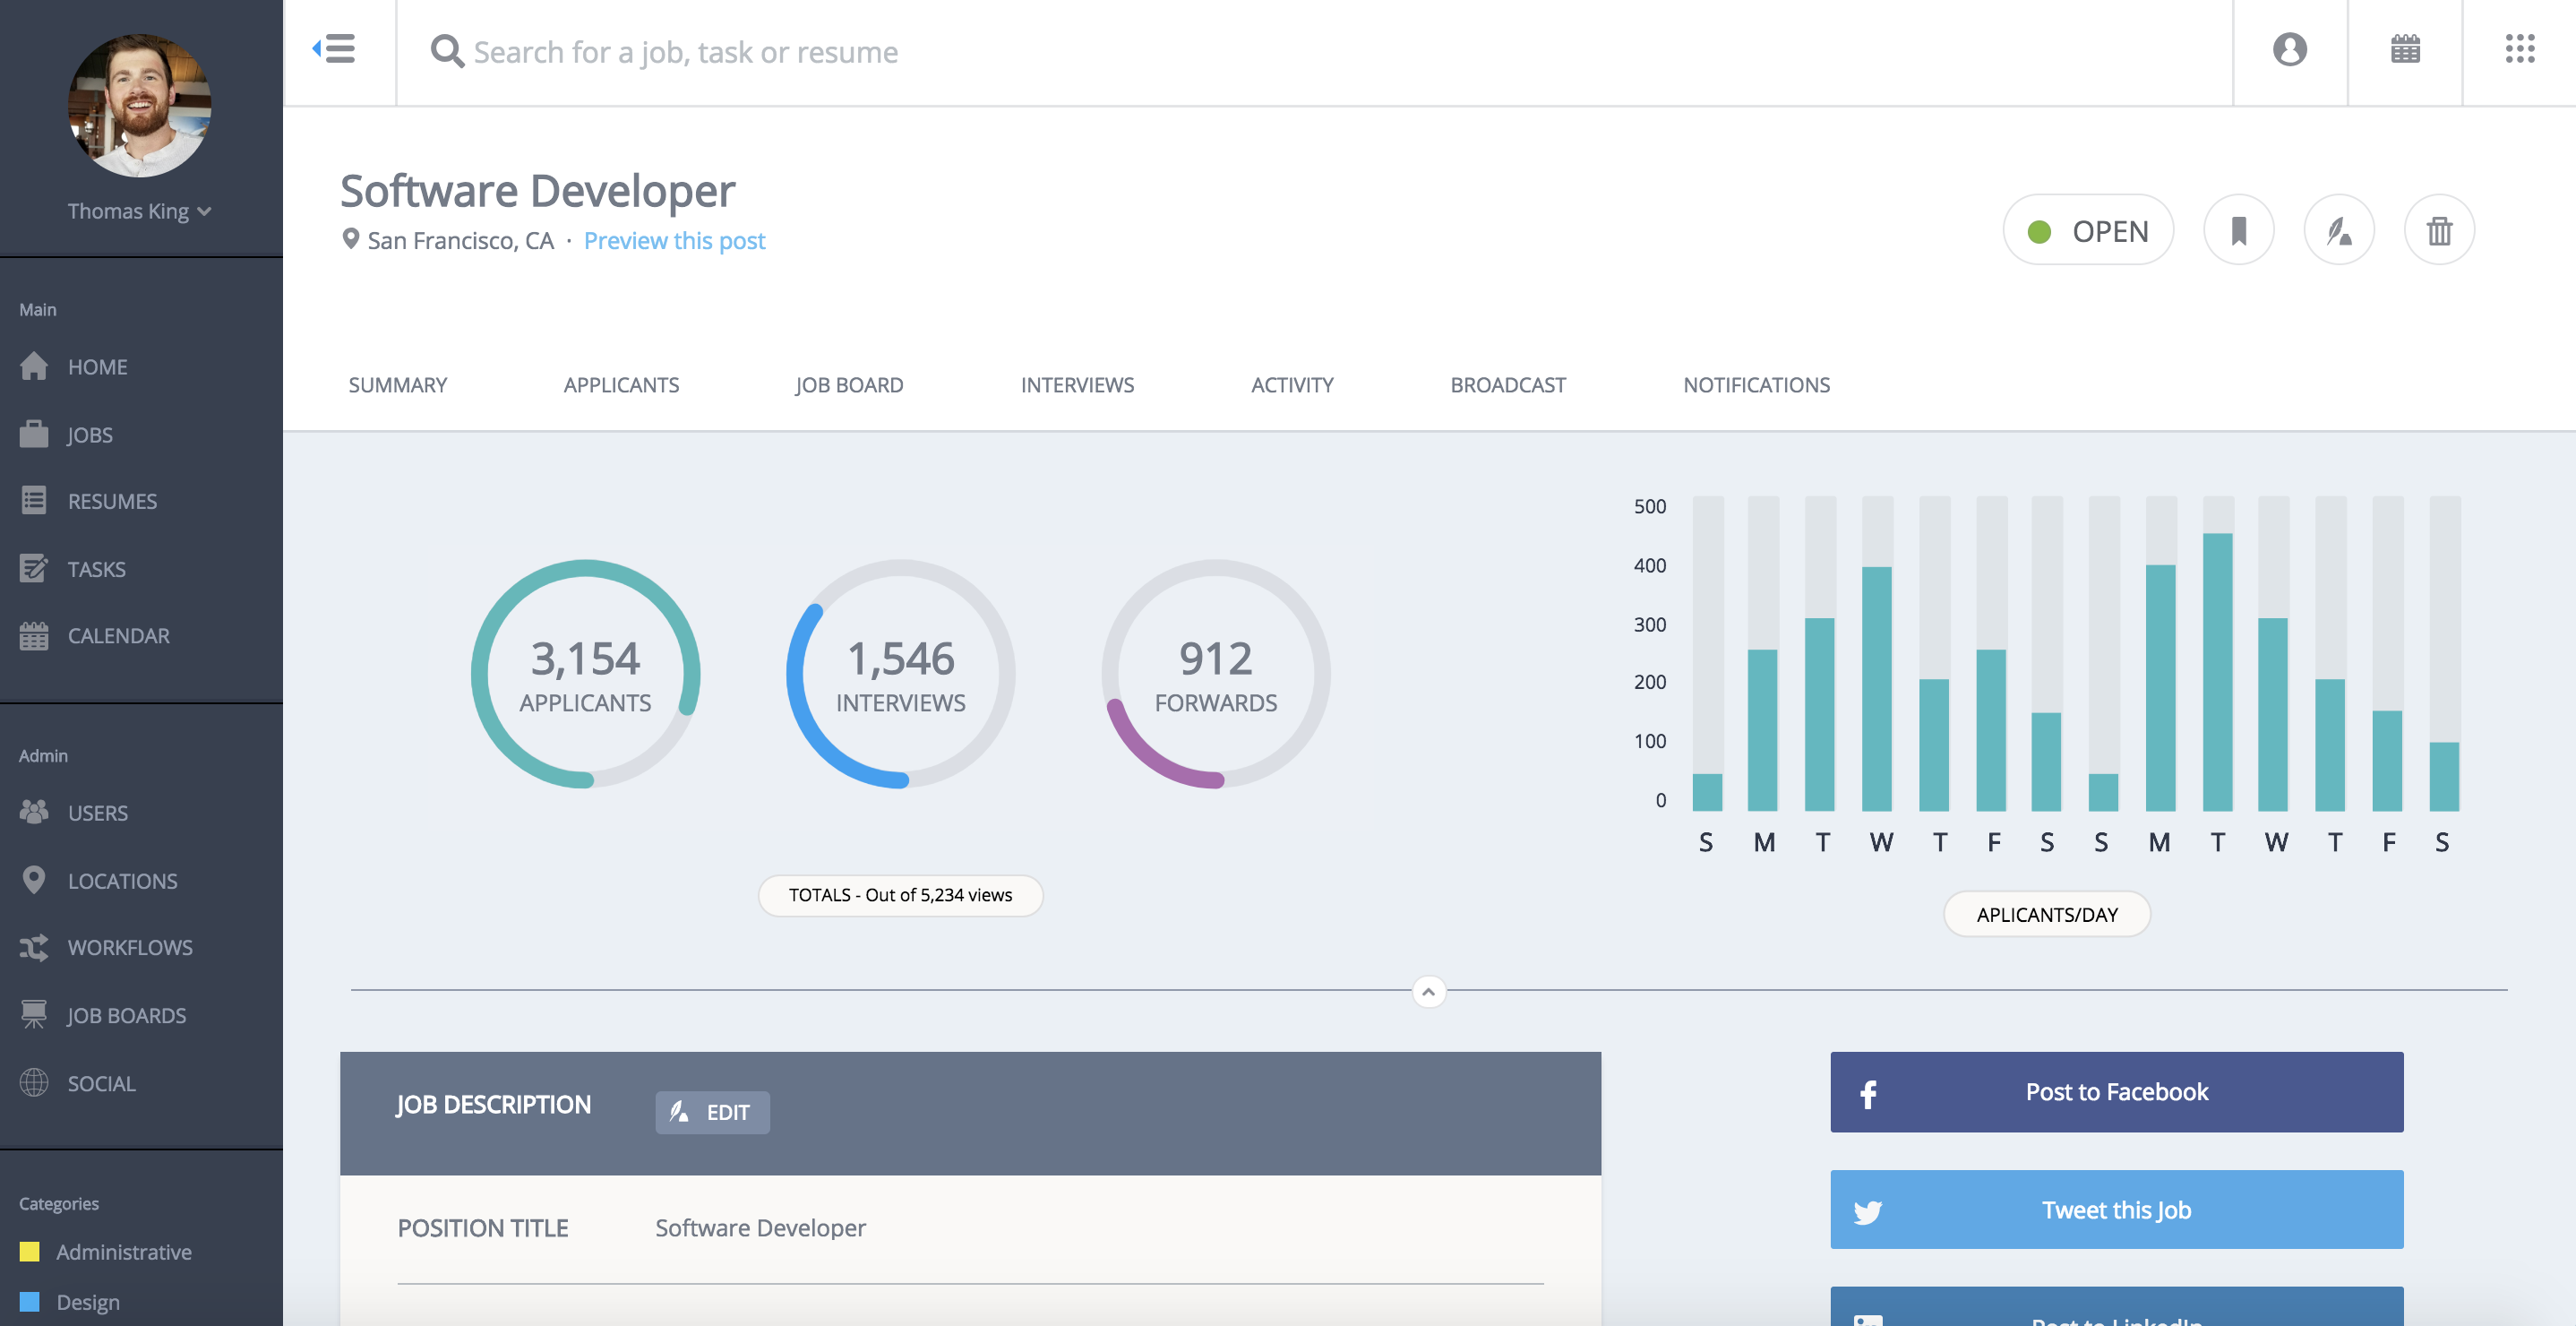 Thomas King
Main
HOME
JOBS
RESUMES
TASKS
CALENDAR
Admin
USERS
LOCATIONS
WORKFLOWS
JOB BOARDS
SOCIAL
Categories
Administrative
Design
Search for a job, task or resume
Software Developer
San Francisco, CA · Preview this post
OPEN
SUMMARY APPLICANTS JOB BOARD INTERVIEWS ACTIVITY BROADCAST NOTIFICATIONS
3,154
APPLICANTS
1,546
INTERVIEWS
912
FORWARDS
TOTALS - Out of 5,234 views
500
400
300
200
100
0
S M T W T F S S M T W T F S
APLICANTS/DAY
JOB DESCRIPTION EDIT
POSITION TITLE Software Developer
Post to Facebook
Tweet this Job
Post to LinkedIn